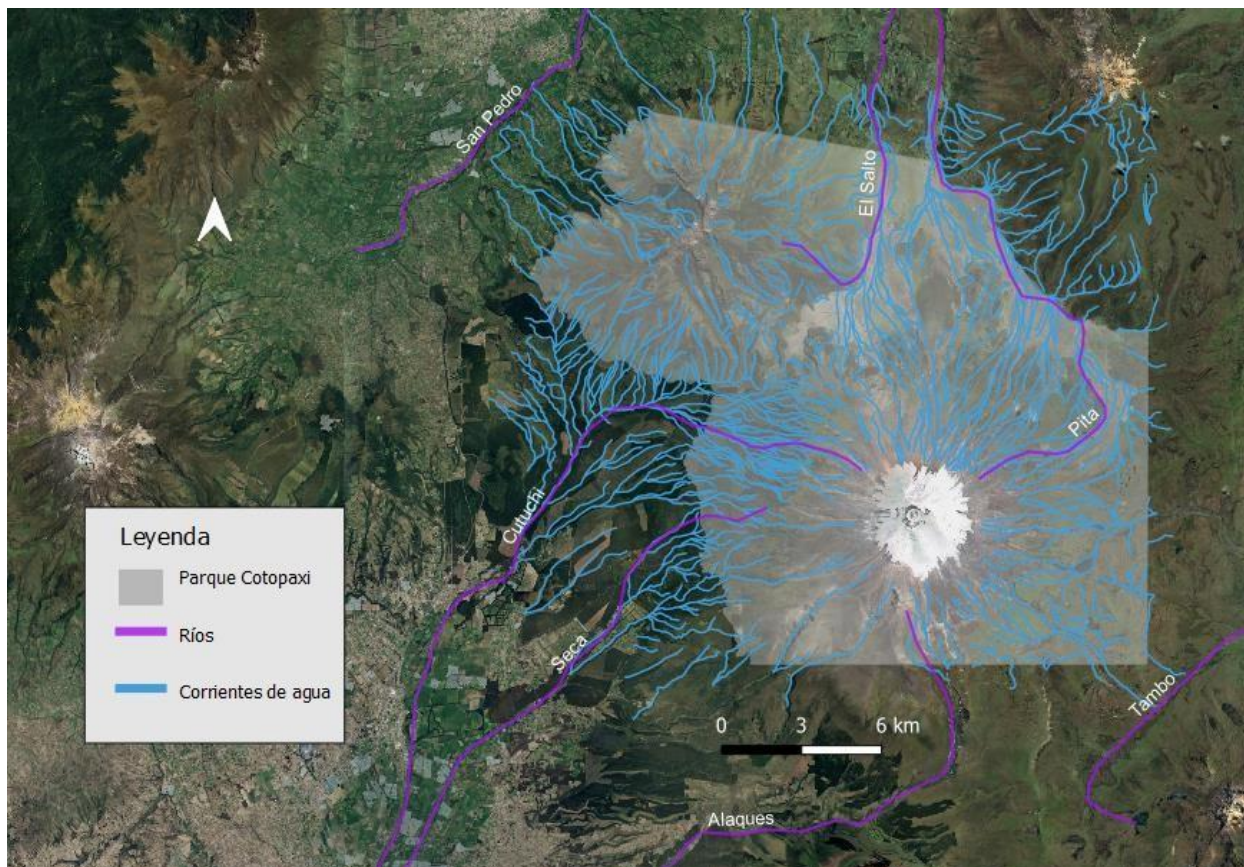 San Pedro
El Salto
Pita
Cutuchi
Leyenda
Parque Cotopaxi
Ríos
Corrientes de agua
Seca
Tambo
0 3 6 km
Alaques